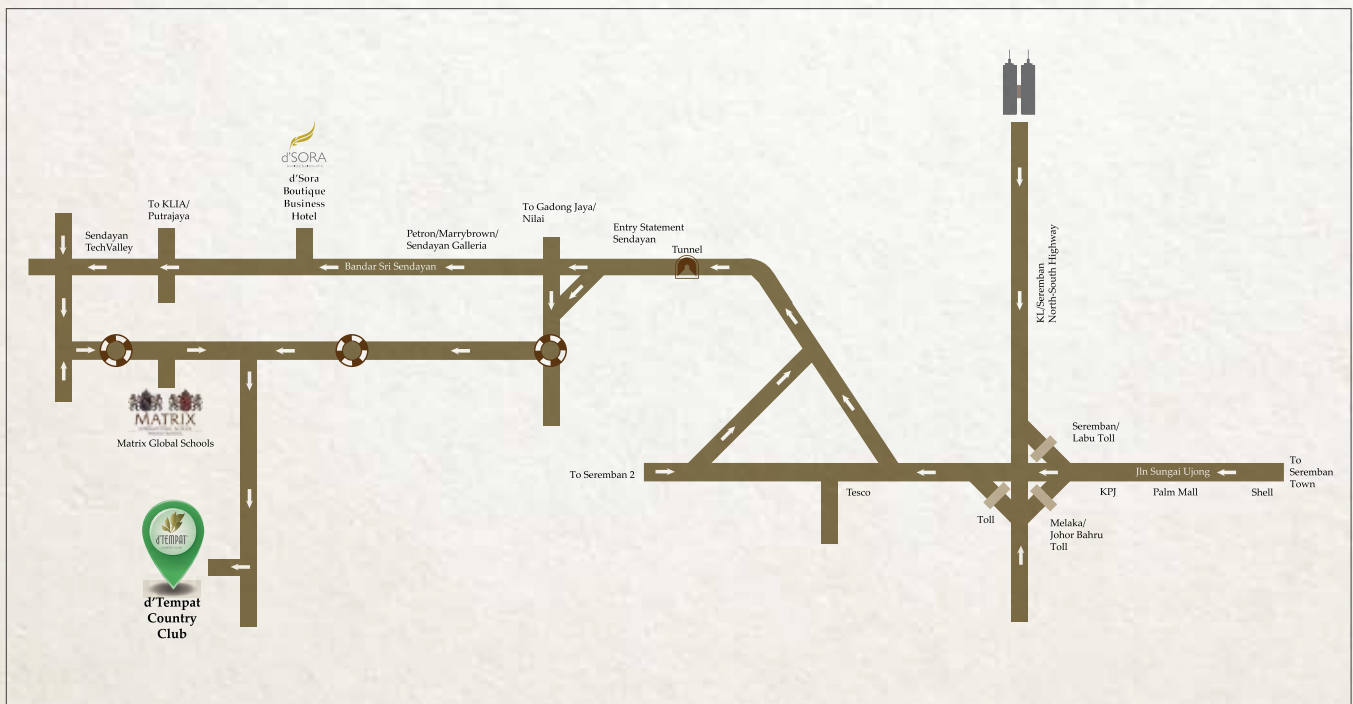 d'SORA
d'Sora
Boutique
Business
Hotel
To KLIA/
Putrajaya
Sendayan
TechValley
Petron/Marrybrown/
Sendayan Galleria
To Gadong Jaya/
Nilai
Entry Statement
Sendayan
Tunnel
Bandar Sri Sendayan
KL/Seremban
North-South Highway
MATRIX
Matrix Global Schools
Seremban/
Labu Toll
To Seremban 2
Jln Sungai Ujong
To
Seremban
Town
Tesco
KPJ
Palm Mall
Shell
Toll
Melaka/
Johor Bahru
Toll
d'TEMPAT
d'Tempat
Country
Club